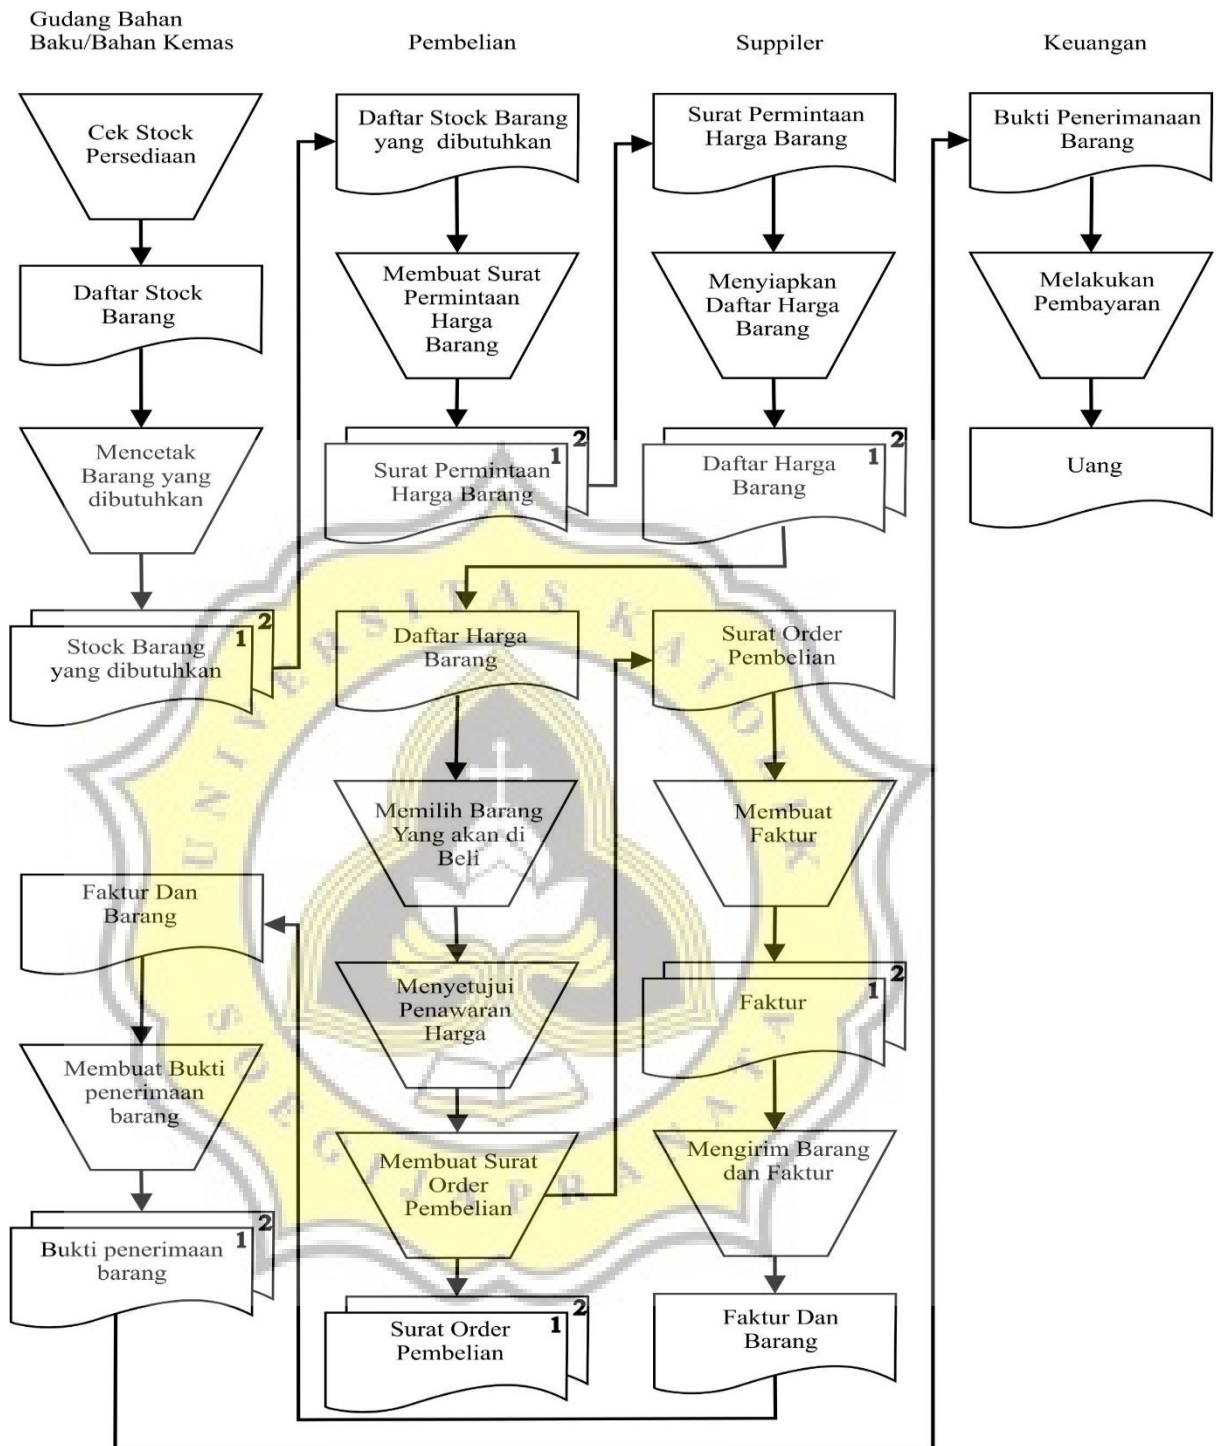 Gudang Bahan
Baku/Bahan Kemas
Pembelian
Suppiler
Keuangan
Cek Stock
Persediaan
Daftar Stock
Barang
Mencetak
Barang yang
dibutuhkan
2
1
Stock Barang
yang dibutuhkan
Faktur Dan
Barang
Membuat Bukti
penerimaan
barang
2
1
Bukti penerimaan
barang
Daftar Stock Barang
yang dibutuhkan
Membuat Surat
Permintaan
Harga
Barang
2
1
Surat Permintaan
Harga Barang
Daftar Harga
Barang
Memilih Barang
Yang akan di
Beli
Menyetujui
Penawaran
Harga
Membuat Surat
Order
Pembelian
2
1
Surat Order
Pembelian
Surat Permintaan
Harga Barang
Menyiapkan
Daftar Harga
Barang
2
1
Daftar Harga
Barang
Surat Order
Pembelian
Membuat
Faktur
2
1
Faktur
Mengirim Barang
dan Faktur
Faktur Dan
Barang
Bukti Penerimanaan
Barang
Melakukan
Pembayaran
Uang
UNIVERSITAS KATOLIK
SOEGIJAPRANATA